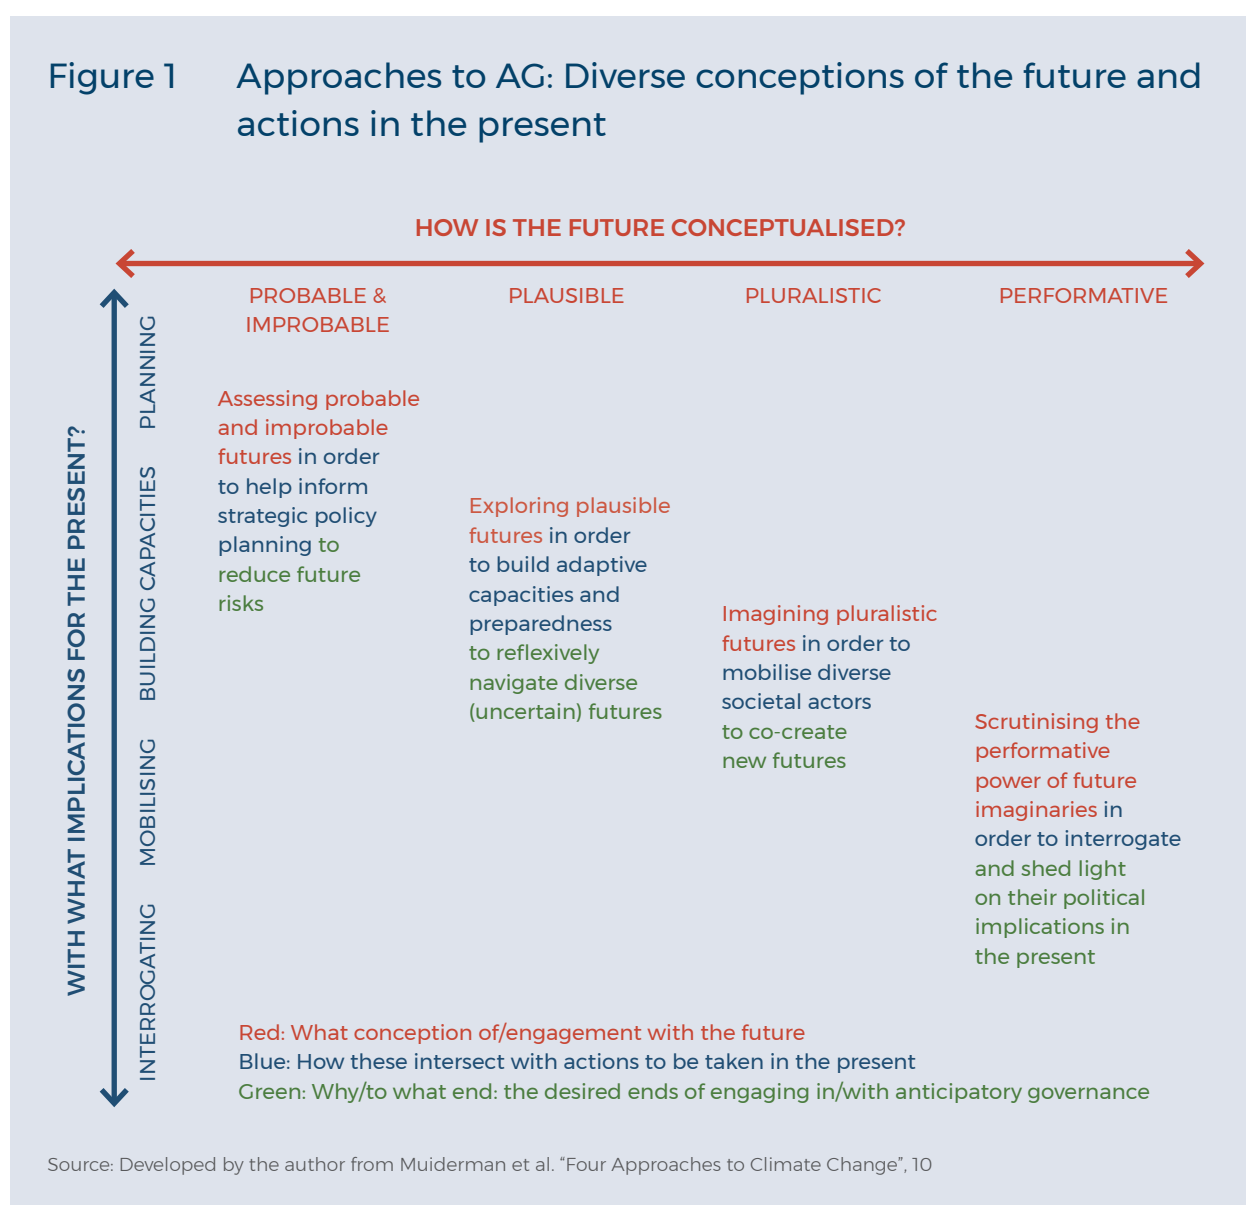 Figure 1
Approaches to AG: Diverse conceptions of the future and
actions in the present
HOW IS THE FUTURE CONCEPTUALISED?
PROBABLE &
IMPROBABLE
PLAUSIBLE
PLURALISTIC
PERFORMATIVE
WITH WHAT IMPLICATIONS FOR THE PRESENT?
PLANNING
BUILDING CAPACITIES
MOBILISING
INTERROGATING
Assessing probable
and improbable
futures in order
to help inform
strategic policy
planning to
reduce future
risks
Exploring plausible
futures in order
to build adaptive
capacities and
preparedness
to reflexively
navigate diverse
(uncertain) futures
Imagining pluralistic
futures in order to
mobilise diverse
societal actors
to co-create
new futures
Scrutinising the
performative
power of future
imaginaries in
order to interrogate
and shed light
on their political
implications in
the present
Red: What conception of/engagement with the future
Blue: How these intersect with actions to be taken in the present
Green: Why/to what end: the desired ends of engaging in/with anticipatory governance
Source: Developed by the author from Muiderman et al. “Four Approaches to Climate Change”, 10